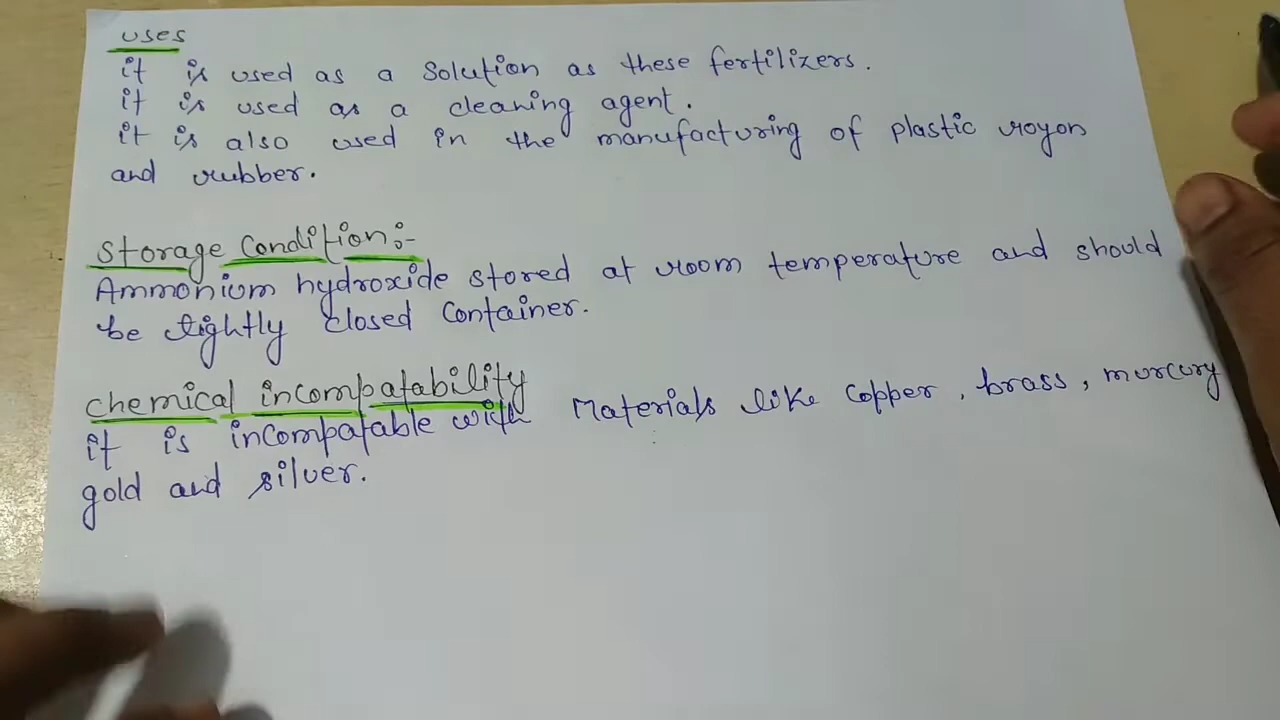 uses
it is used as a solution as these fertilizers.
it is used as a cleaning agent.
it is also used in the manufacturing of plastic royon
and rubber.
Storage Condition:-
Ammonium hydroxide stored at room temperature and should
be tightly closed container.
chemical incompatability
it is incompatable with Materials like copper, brass, murcury
gold and silver.